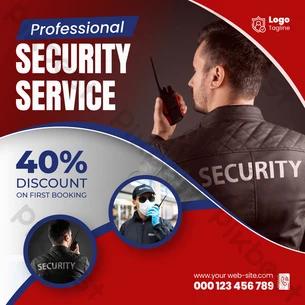 Professional
SECURITY
SERVICE
Logo
Tagline
40%
DISCOUNT
ON FIRST BOOKING
SECURITY
SECURITY
www.your web-site.com
000 123 456 789